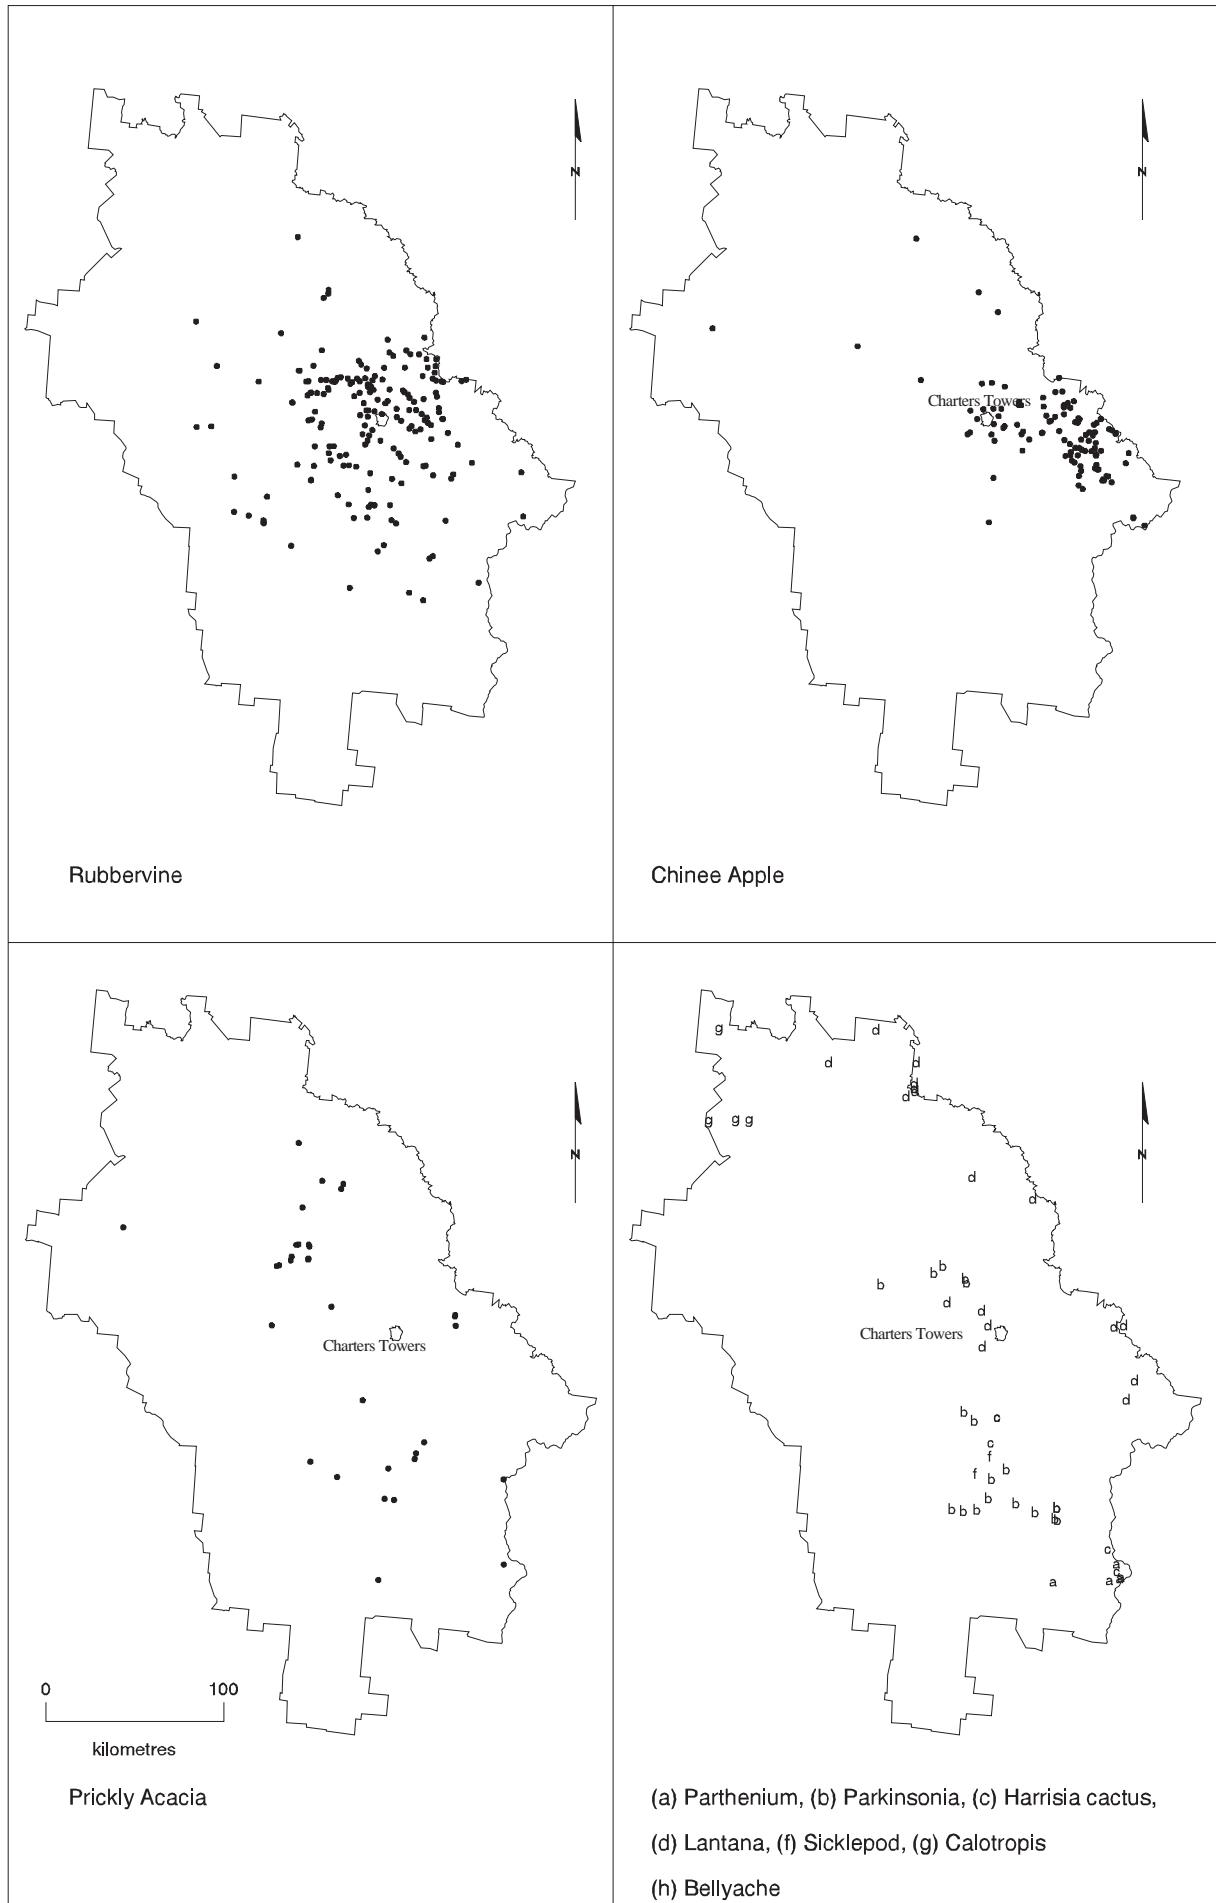 N
N
Charters Towers
Rubbervine
Chinee Apple
N
Charters Towers
0 100
kilometres
Prickly Acacia
g
d
d
d
d
d
d
g
g g
d
d
b
b
b
b
b
d
d
d
Charters Towers
d
d d
d
d
b
b
c
c
f
f
b
b
b
b b b
b
b
b
b
b
c
a
c
a
a
a
N
(a) Parthenium, (b) Parkinsonia, (c) Harrisia cactus,
(d) Lantana, (f) Sicklepod, (g) Calotropis
(h) Bellyache